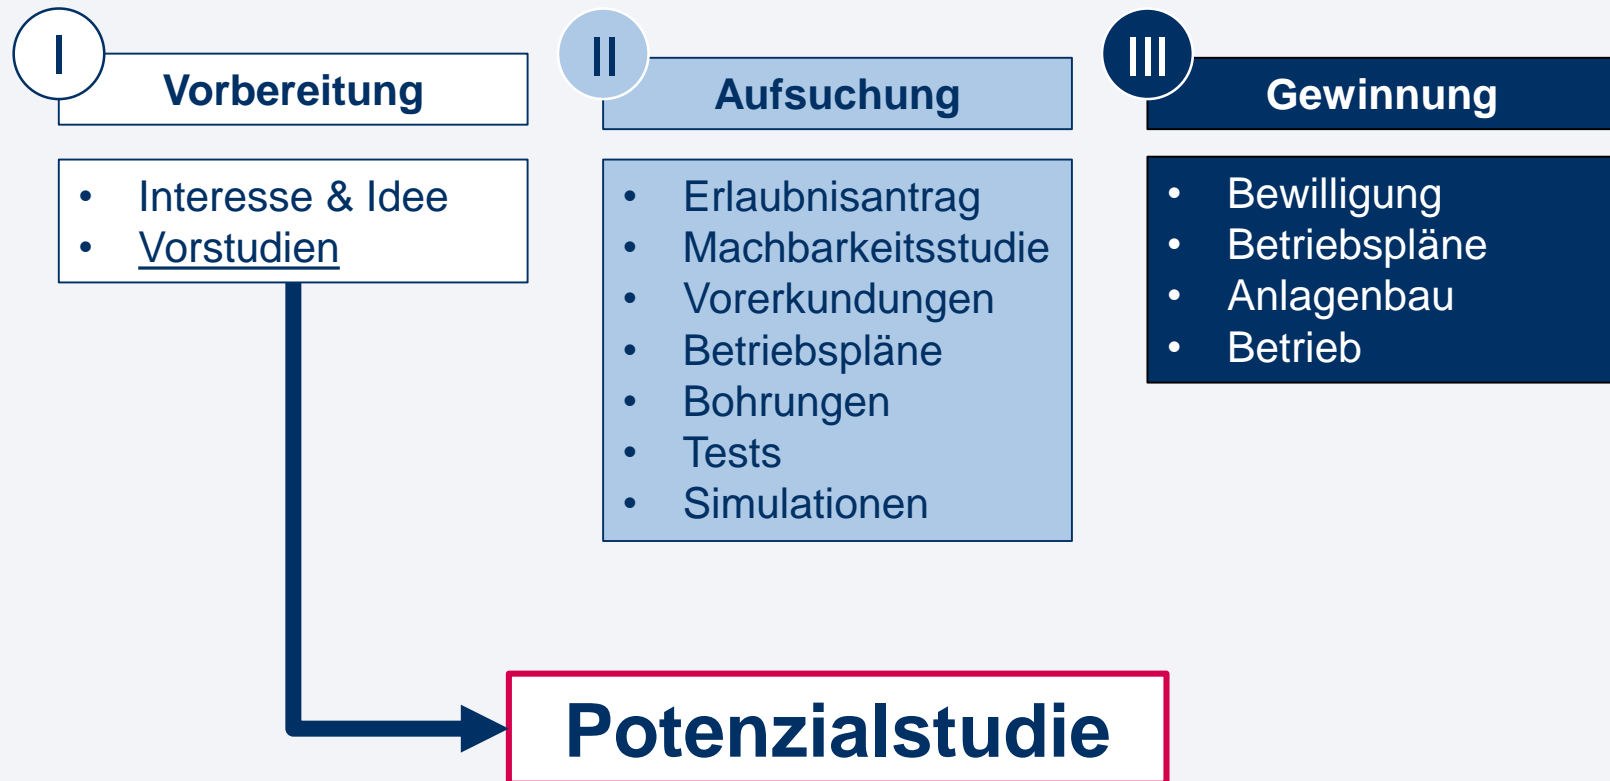 I
Vorbereitung
• Interesse & Idee
• Vorstudien
II
Aufsuchung
• Erlaubnisantrag
• Machbarkeitsstudie
• Vorerkundungen
• Betriebspläne
• Bohrungen
• Tests
• Simulationen
III
Gewinnung
• Bewilligung
• Betriebspläne
• Anlagenbau
• Betrieb
Potenzialstudie